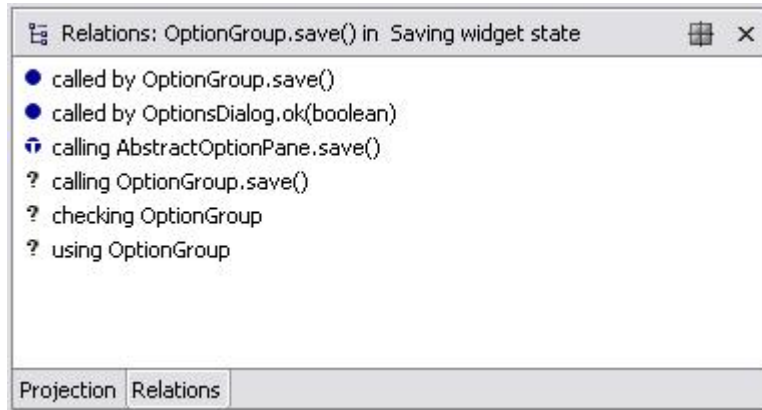 Relations: OptionGroup.save() in Saving widget state
called by OptionGroup.save()
called by OptionsDialog.ok(boolean)
calling AbstractOptionPane.save()
? calling OptionGroup.save()
? checking OptionGroup
? using OptionGroup
Projection Relations